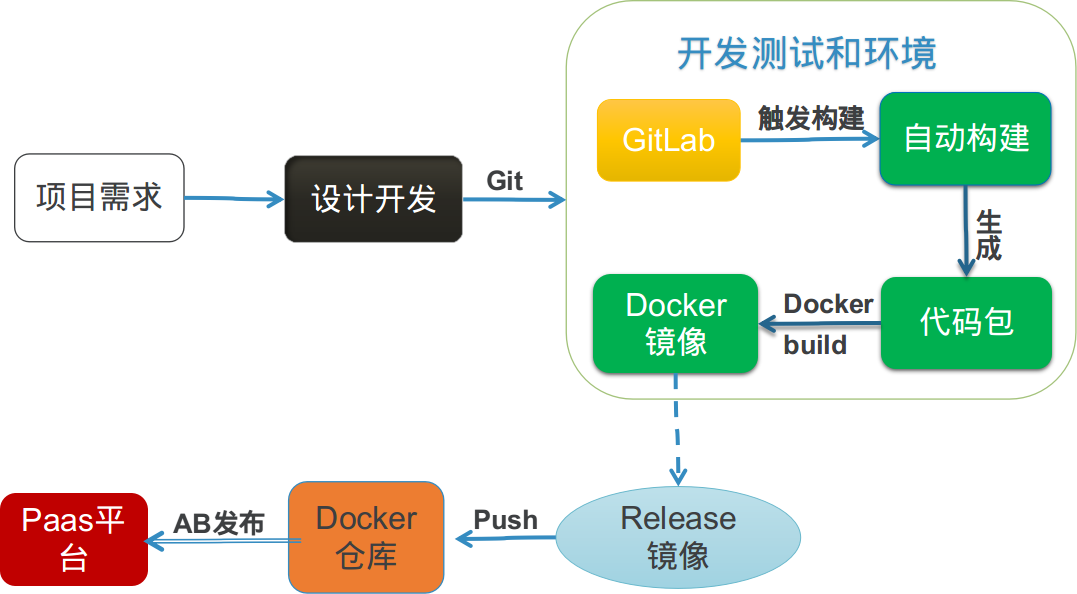 开发测试和环境
GitLab
触发构建
自动构建
项目需求
设计开发
Git
生
成
Docker
镜像
Docker
build
代码包
Paas平
台
AB发布
Docker
仓库
Push
Release
镜像